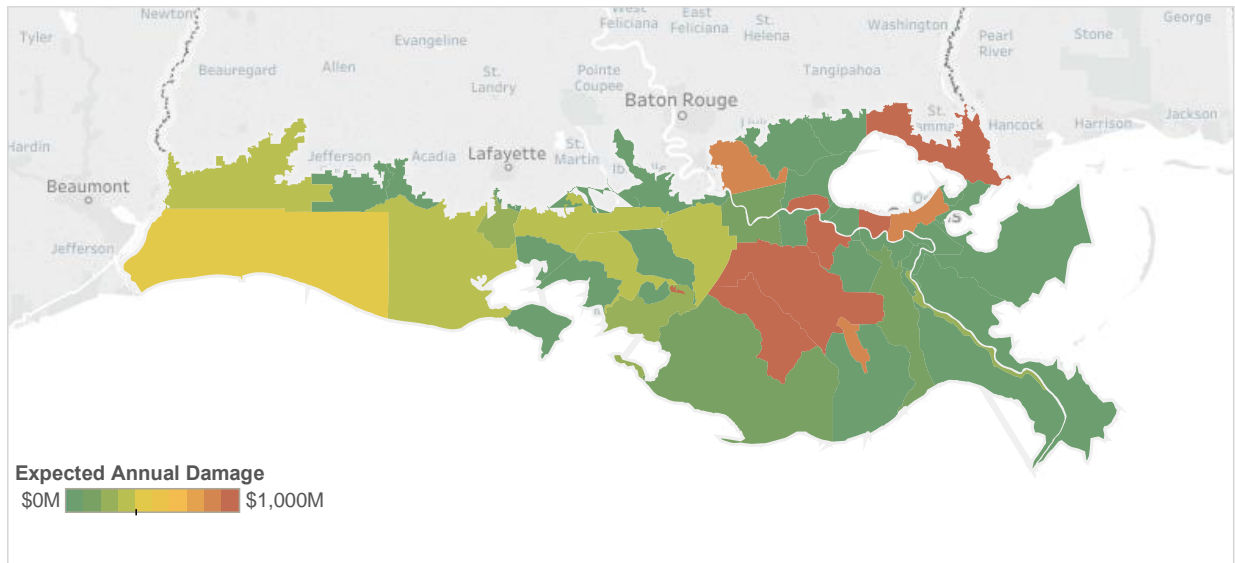 Newton
West
Feliciana
East
Feliciana
St.
Helena
Washington
George
Tyler
Evangeline
Pearl
River
Stone
Beauregard
Allen
St.
Landry
Pointe
Coupee
Tangipahoa
Baton Rouge
Jackson
Hardin
Jefferson
Acadia
Lafayette
St.
Martin
St.
Hancock
Harrison
Beaumont
Jefferson
Expected Annual Damage
$0M
$1,000M